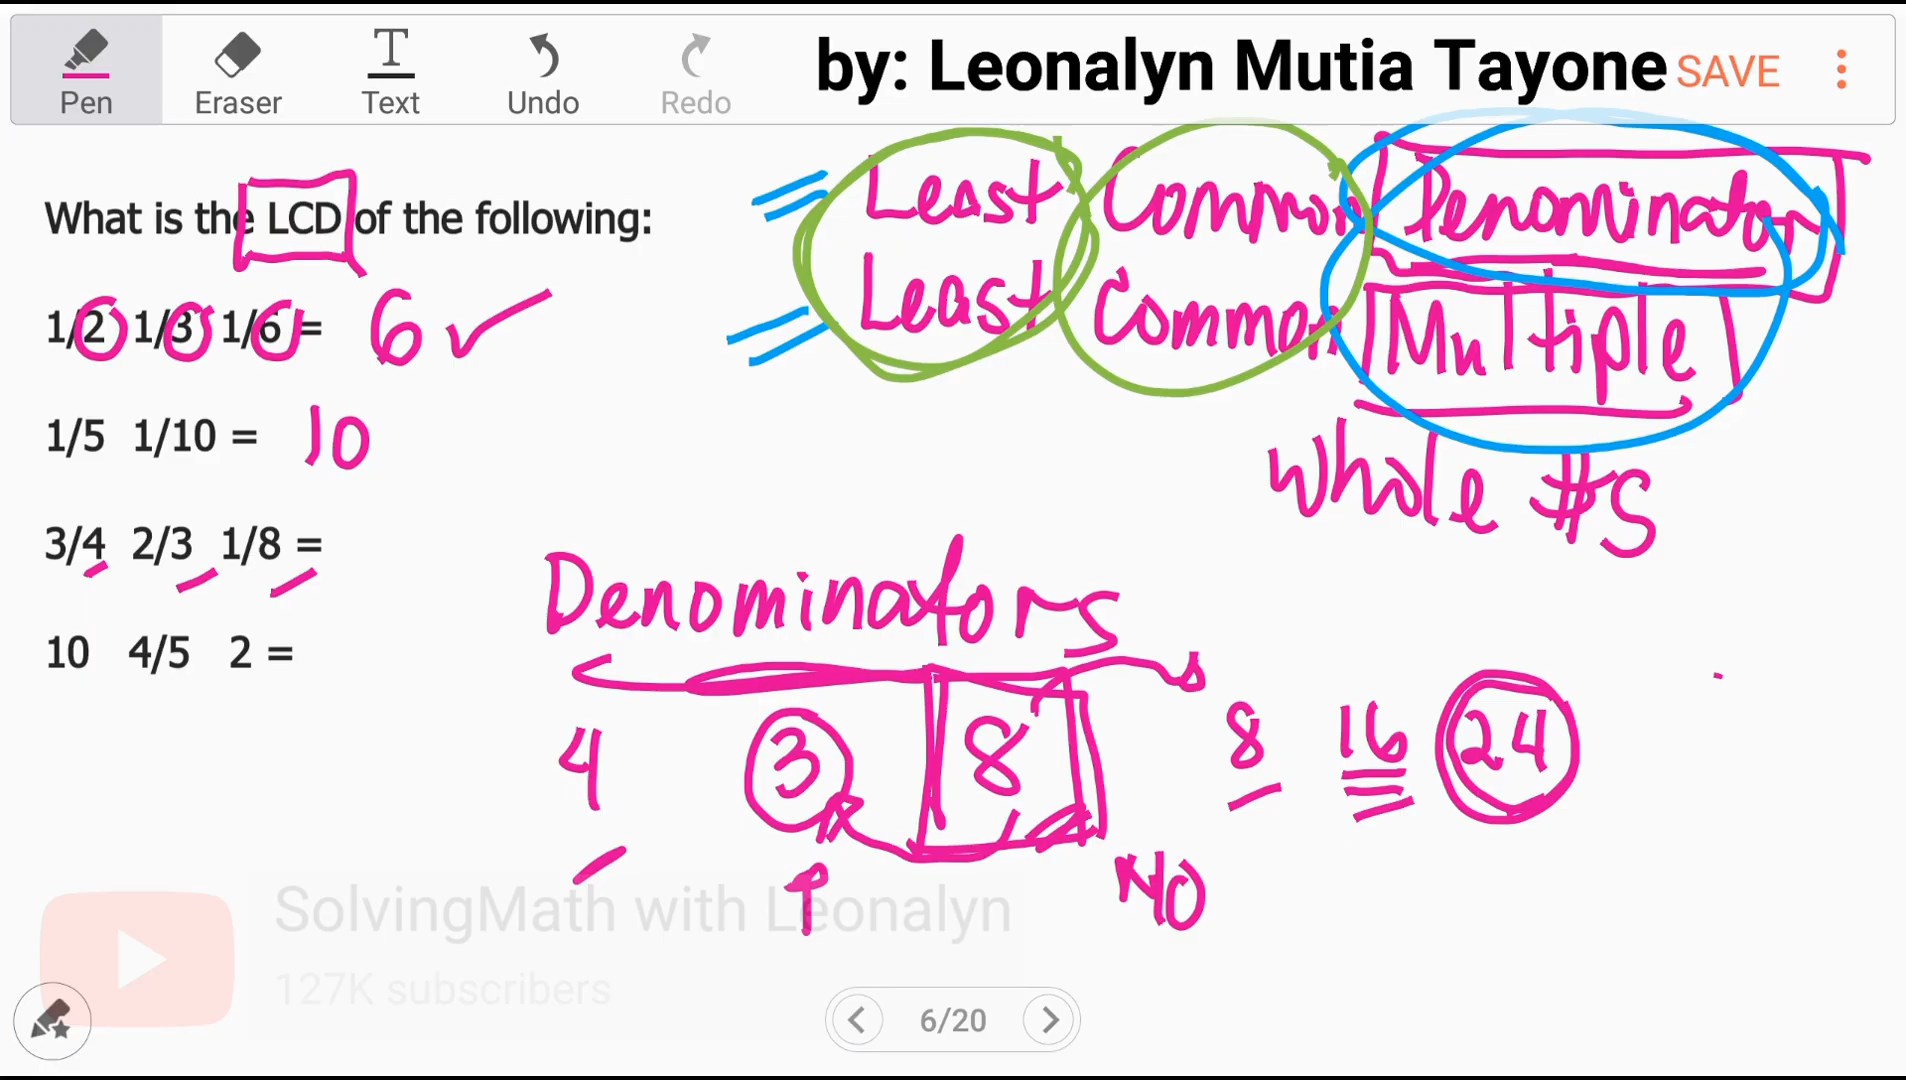 Pen Eraser Text Undo Redo by: Leonalyn Mutia Tayone SAVE
What is the LCD of the following:
Least Common Denominator
Least Common Multiple
1/2 1/3 1/6 = 6
1/5 1/10 = 10
Whole #s
3/4 2/3 1/8 =
Denominators
10 4/5 2 =
4 3 8 8 16 24
NO
SolvingMath with Leonalyn
127K subscribers
6/20